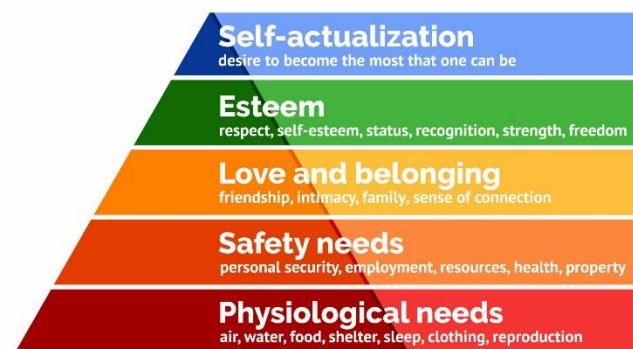 Self-actualization
desire to become the most that one can be
Esteem
respect, self-esteem, status, recognition, strength, freedom
Love and belonging
friendship, intimacy, family, sense of connection
Safety needs
personal security, employment, resources, health, property
Physiological needs
air, water, food, shelter, sleep, clothing, reproduction